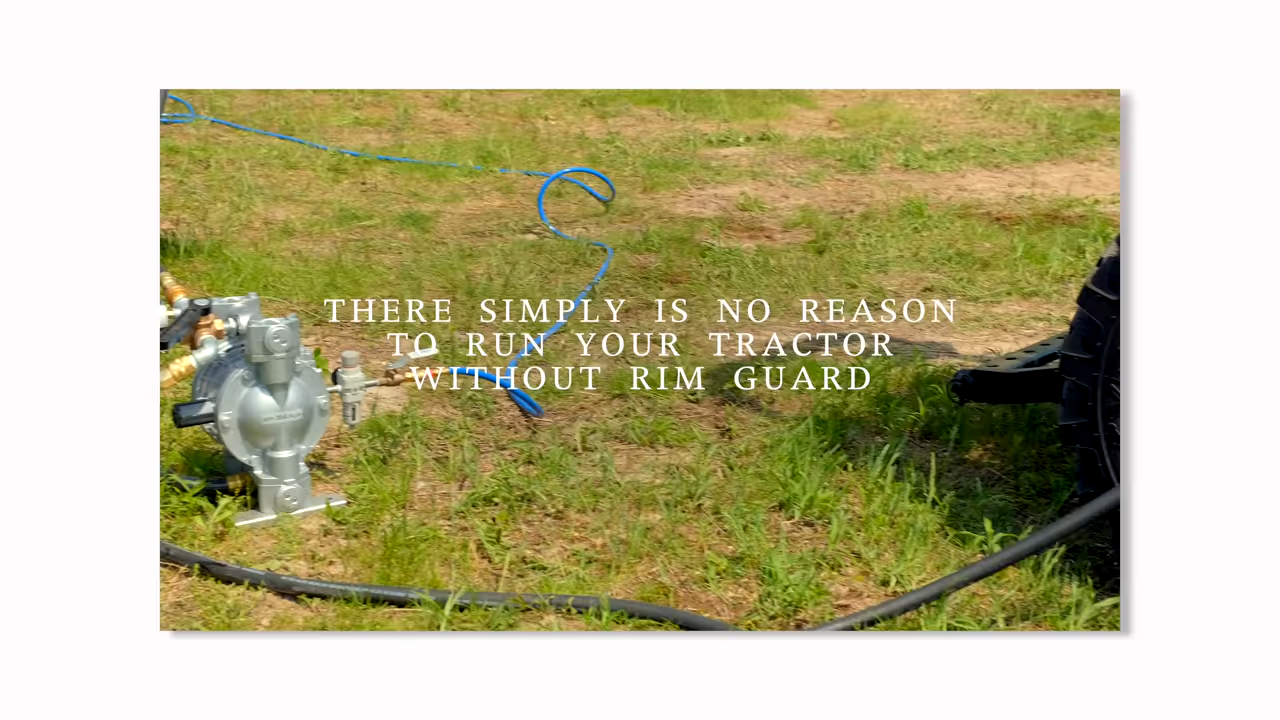 THERE SIMPLY IS NO REASON
TO RUN YOUR TRACTOR
WITHOUT RIM GUARD